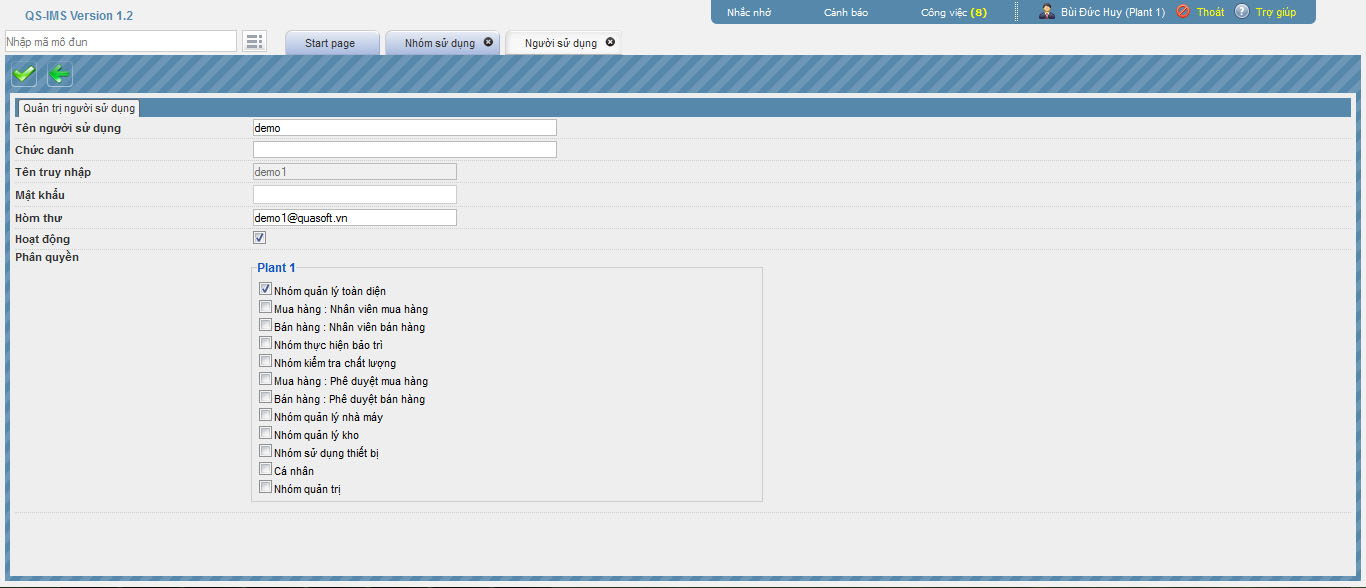 QS-IMS Version 1.2
Nhắc nhở Cảnh báo Công việc (8) Bùi Đức Huy (Plant 1) Thoát Trợ giúp
Nhập mã mô đun Start page Nhóm sử dụng Người sử dụng
Quản trị người sử dụng
Tên người sử dụng demo
Chức danh
Tên truy nhập demo1
Mật khẩu
Hòm thư demo1@quasoft.vn
Hoạt động
Phân quyền
Plant 1
Nhóm quản lý toàn diện
Mua hàng : Nhân viên mua hàng
Bán hàng : Nhân viên bán hàng
Nhóm thực hiện bảo trì
Nhóm kiểm tra chất lượng
Mua hàng : Phê duyệt mua hàng
Bán hàng : Phê duyệt bán hàng
Nhóm quản lý nhà máy
Nhóm quản lý kho
Nhóm sử dụng thiết bị
Cá nhân
Nhóm quản trị